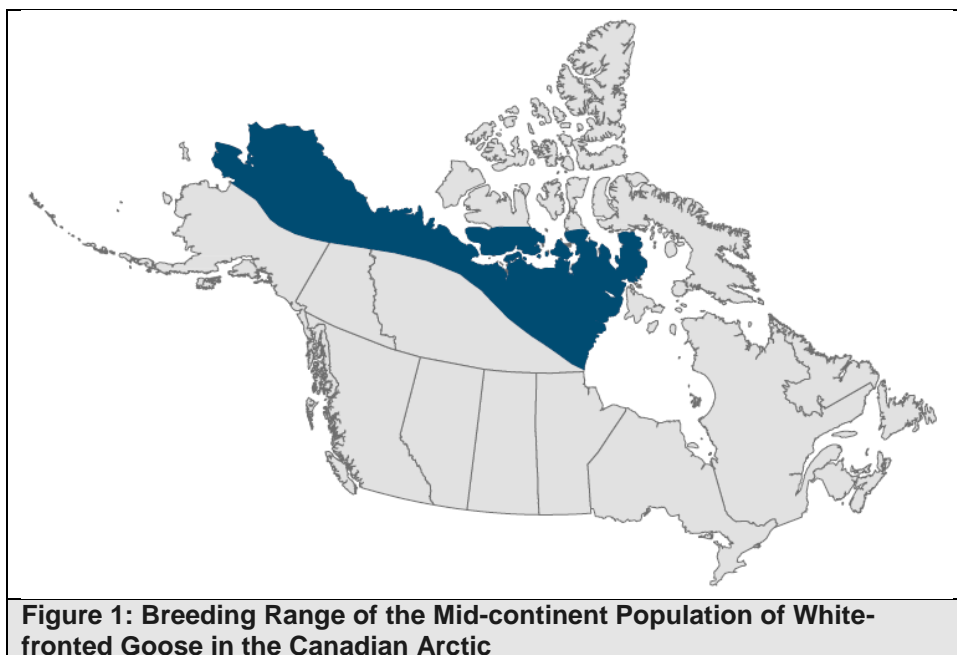 Figure 1: Breeding Range of the Mid-continent Population of White-
fronted Goose in the Canadian Arctic